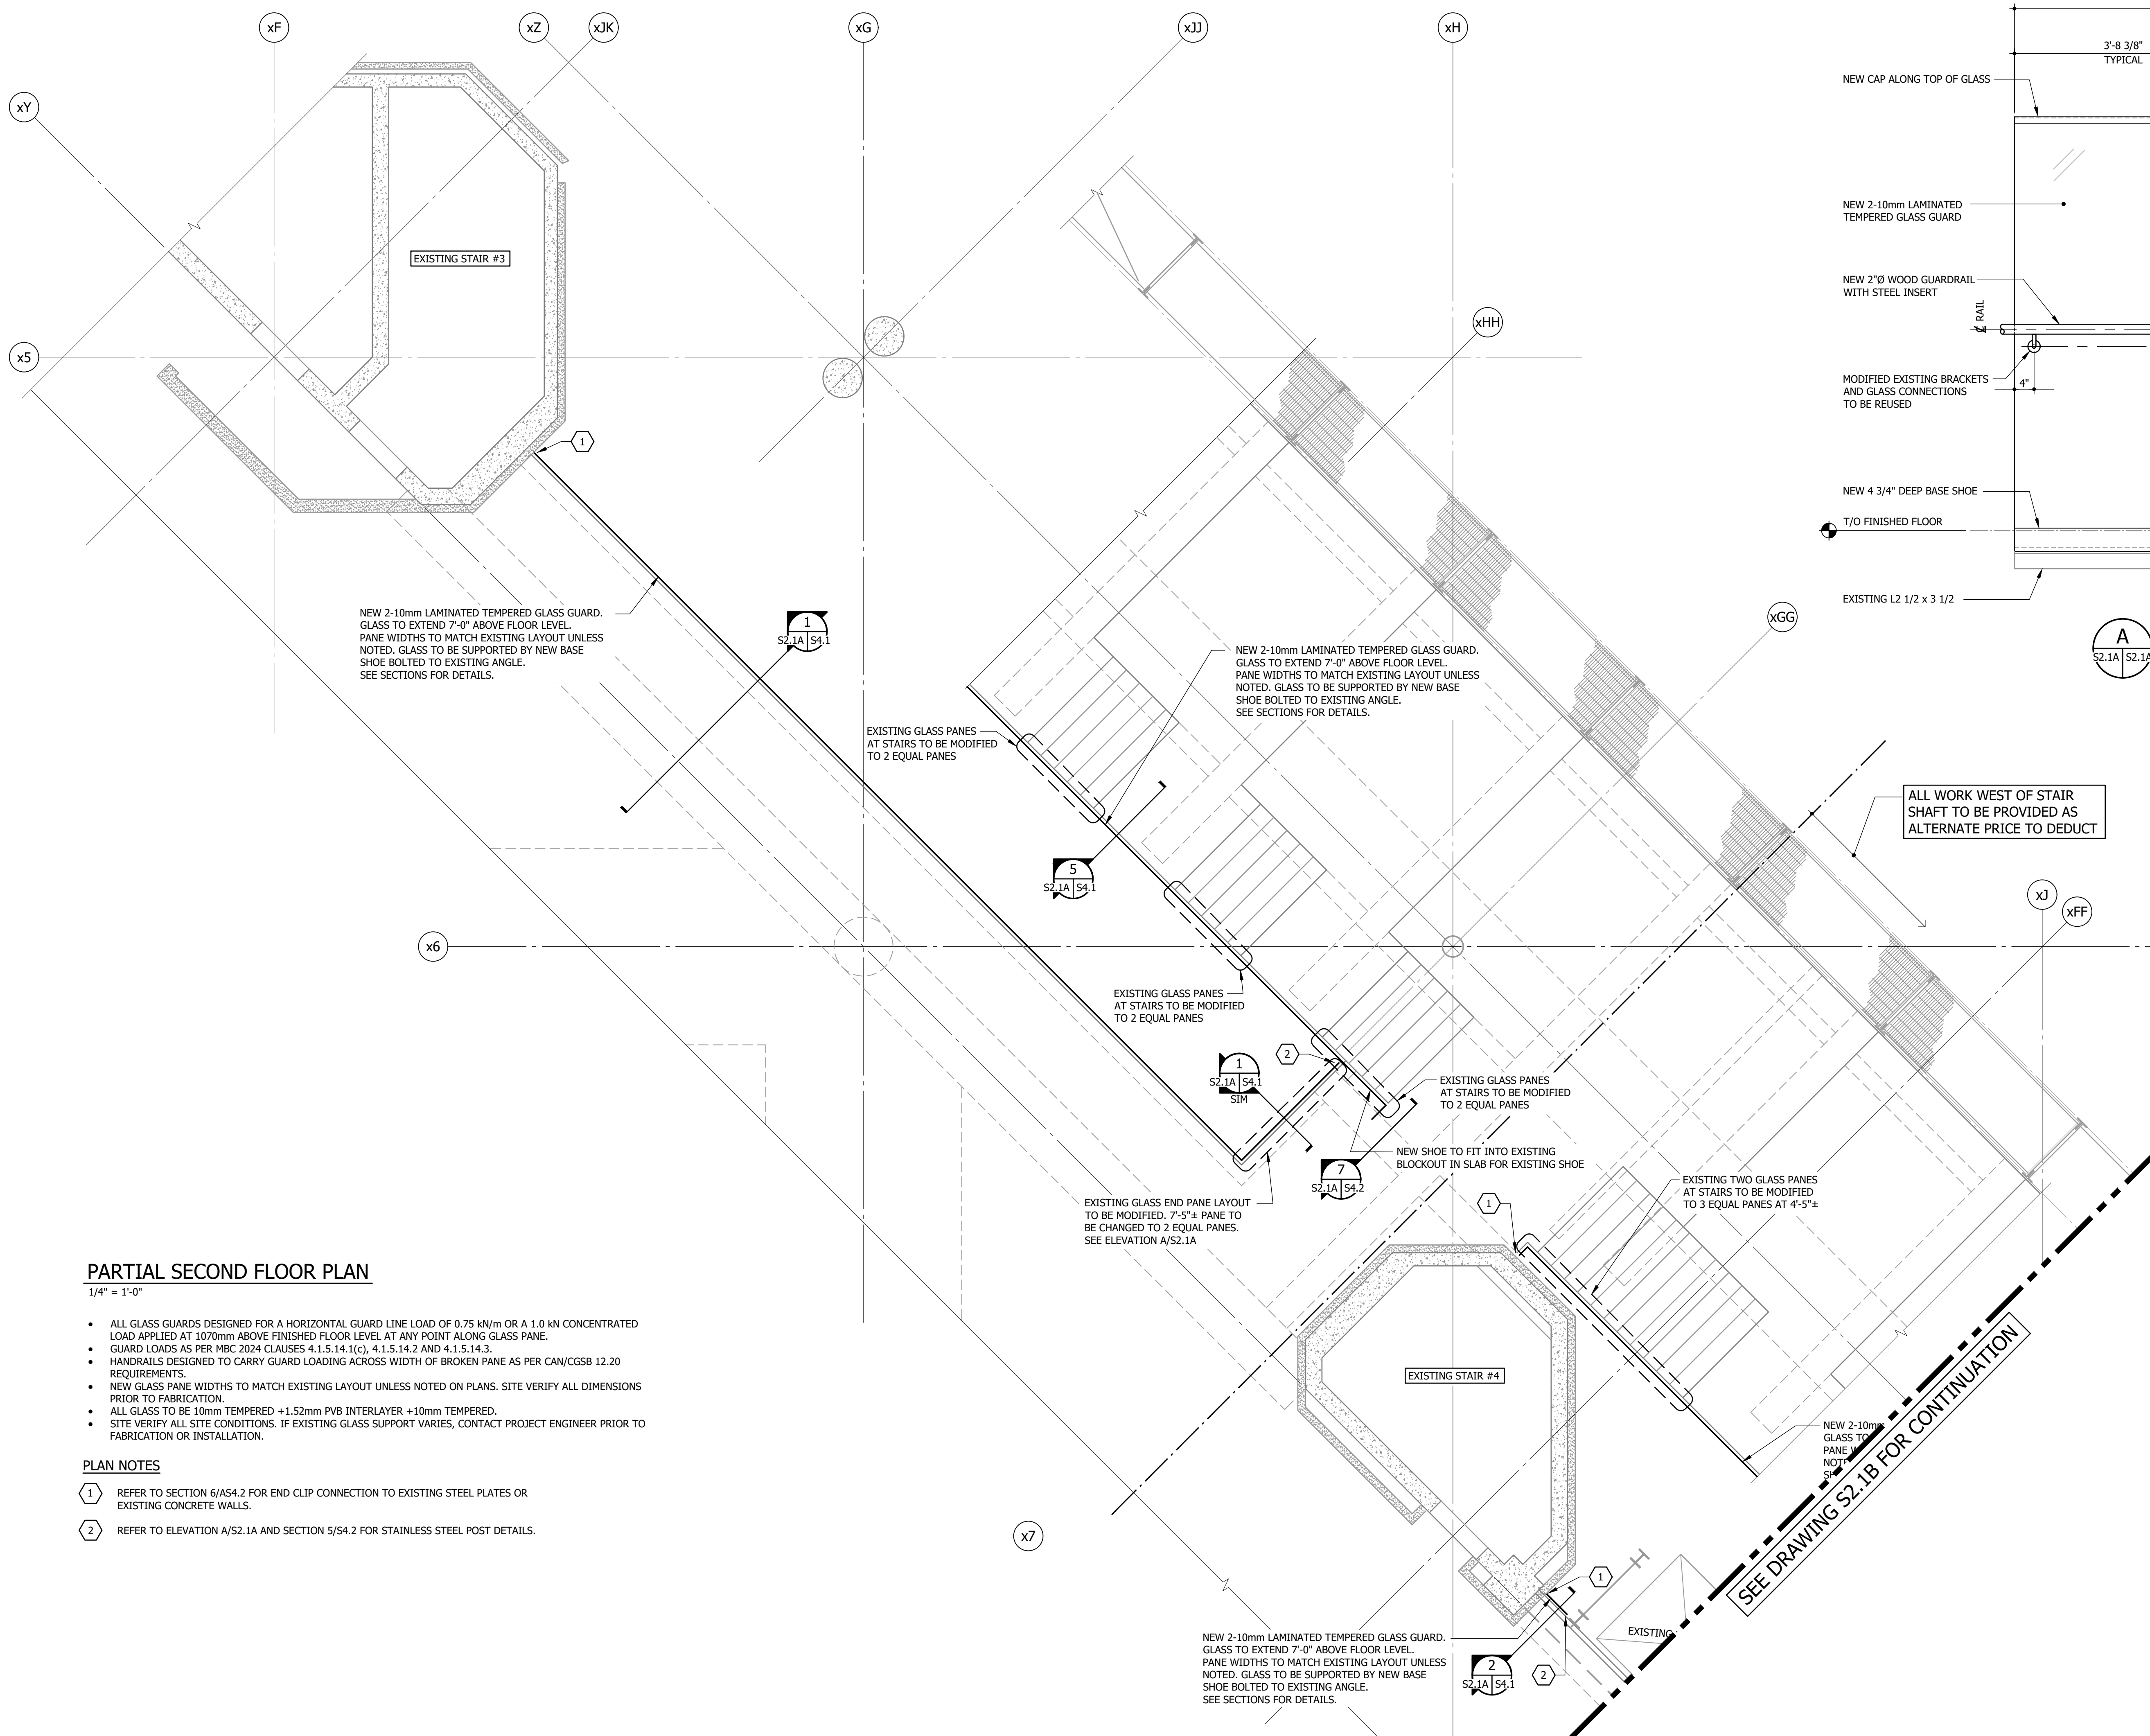 xF
xZ
xJK
xG
xJJ
xH
xY
x5
xHH
xGG
xJ
xFF
x6
x7
EXISTING STAIR #3
1
NEW 2-10mm LAMINATED TEMPERED GLASS GUARD.
GLASS TO EXTEND 7'-0" ABOVE FLOOR LEVEL.
PANE WIDTHS TO MATCH EXISTING LAYOUT UNLESS
NOTED. GLASS TO BE SUPPORTED BY NEW BASE
SHOE BOLTED TO EXISTING ANGLE.
SEE SECTIONS FOR DETAILS.
1
S2.1A S4.1
EXISTING GLASS PANES
AT STAIRS TO BE MODIFIED
TO 2 EQUAL PANES
NEW 2-10mm LAMINATED TEMPERED GLASS GUARD.
GLASS TO EXTEND 7'-0" ABOVE FLOOR LEVEL.
PANE WIDTHS TO MATCH EXISTING LAYOUT UNLESS
NOTED. GLASS TO BE SUPPORTED BY NEW BASE
SHOE BOLTED TO EXISTING ANGLE.
SEE SECTIONS FOR DETAILS.
5
S2.1A S4.1
EXISTING GLASS PANES
AT STAIRS TO BE MODIFIED
TO 2 EQUAL PANES
1
S2.1A S4.1
SIM
2
EXISTING GLASS PANES
AT STAIRS TO BE MODIFIED
TO 2 EQUAL PANES
NEW SHOE TO FIT INTO EXISTING
BLOCKOUT IN SLAB FOR EXISTING SHOE
7
S2.1A S4.2
EXISTING GLASS END PANE LAYOUT
TO BE MODIFIED. 7'-5"± PANE TO
BE CHANGED TO 2 EQUAL PANES.
SEE ELEVATION A/S2.1A
1
EXISTING TWO GLASS PANES
AT STAIRS TO BE MODIFIED
TO 3 EQUAL PANES AT 4'-5"±
EXISTING STAIR #4
NEW 2-10mm
GLASS TO
PANE
NOTE
SEE DRAWING S2.1B FOR CONTINUATION
1
EXISTING
NEW 2-10mm LAMINATED TEMPERED GLASS GUARD.
GLASS TO EXTEND 7'-0" ABOVE FLOOR LEVEL.
PANE WIDTHS TO MATCH EXISTING LAYOUT UNLESS
NOTED. GLASS TO BE SUPPORTED BY NEW BASE
SHOE BOLTED TO EXISTING ANGLE.
SEE SECTIONS FOR DETAILS.
2
S2.1A S4.1
2
ALL WORK WEST OF STAIR
SHAFT TO BE PROVIDED AS
ALTERNATE PRICE TO DEDUCT
3'-8 3/8"
TYPICAL
NEW CAP ALONG TOP OF GLASS
NEW 2-10mm LAMINATED
TEMPERED GLASS GUARD
NEW 2"Ø WOOD GUARDRAIL
WITH STEEL INSERT
℄ RAIL
MODIFIED EXISTING BRACKETS
AND GLASS CONNECTIONS
TO BE REUSED
4"
NEW 4 3/4" DEEP BASE SHOE
T/O FINISHED FLOOR
EXISTING L2 1/2 x 3 1/2
A
S2.1A S2.1A
PARTIAL SECOND FLOOR PLAN
1/4" = 1'-0"
• ALL GLASS GUARDS DESIGNED FOR A HORIZONTAL GUARD LINE LOAD OF 0.75 kN/m OR A 1.0 kN CONCENTRATED
LOAD APPLIED AT 1070mm ABOVE FINISHED FLOOR LEVEL AT ANY POINT ALONG GLASS PANE.
• GUARD LOADS AS PER MBC 2024 CLAUSES 4.1.5.14.1(c), 4.1.5.14.2 AND 4.1.5.14.3.
• HANDRAILS DESIGNED TO CARRY GUARD LOADING ACROSS WIDTH OF BROKEN PANE AS PER CAN/CGSB 12.20
REQUIREMENTS.
• NEW GLASS PANE WIDTHS TO MATCH EXISTING LAYOUT UNLESS NOTED ON PLANS. SITE VERIFY ALL DIMENSIONS
PRIOR TO FABRICATION.
• ALL GLASS TO BE 10mm TEMPERED +1.52mm PVB INTERLAYER +10mm TEMPERED.
• SITE VERIFY ALL SITE CONDITIONS. IF EXISTING GLASS SUPPORT VARIES, CONTACT PROJECT ENGINEER PRIOR TO
FABRICATION OR INSTALLATION.
PLAN NOTES
1 REFER TO SECTION 6/AS4.2 FOR END CLIP CONNECTION TO EXISTING STEEL PLATES OR
EXISTING CONCRETE WALLS.
2 REFER TO ELEVATION A/S2.1A AND SECTION 5/S4.2 FOR STAINLESS STEEL POST DETAILS.